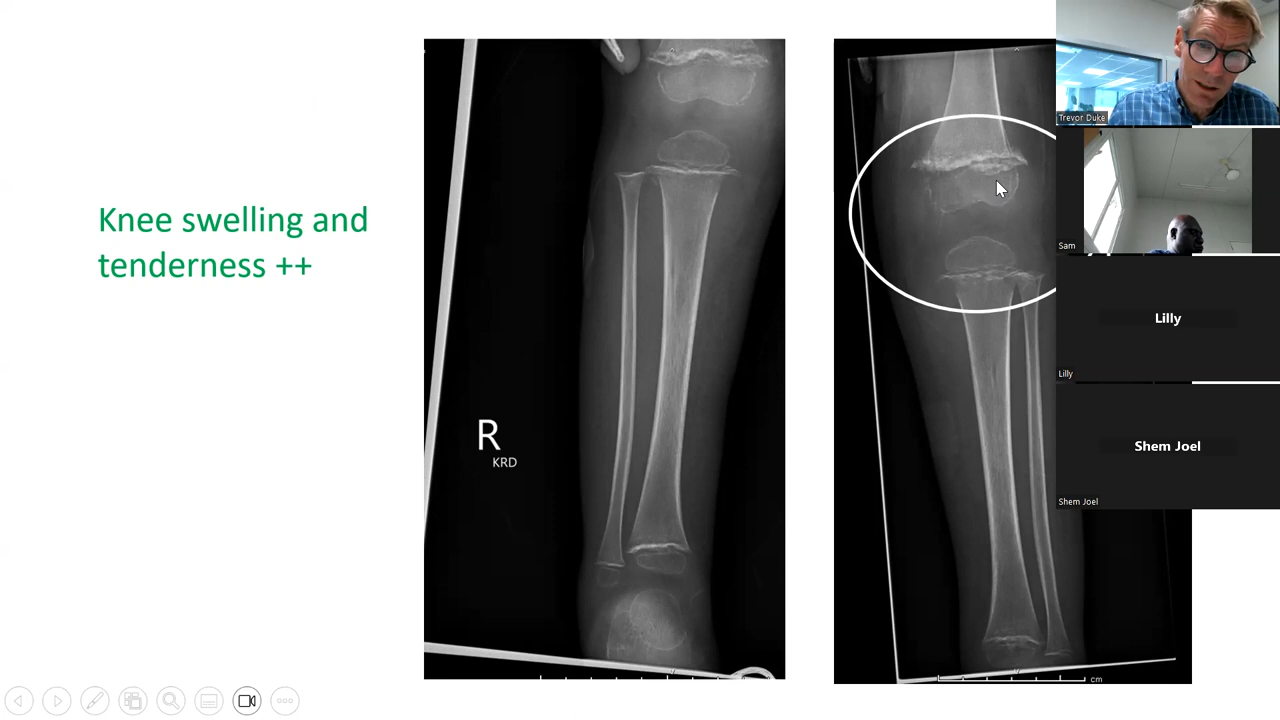 Knee swelling and
tenderness ++
R
KRD
cm
Trevor Duke
Sam
Lilly
Lilly
Shem Joel
Shem Joel